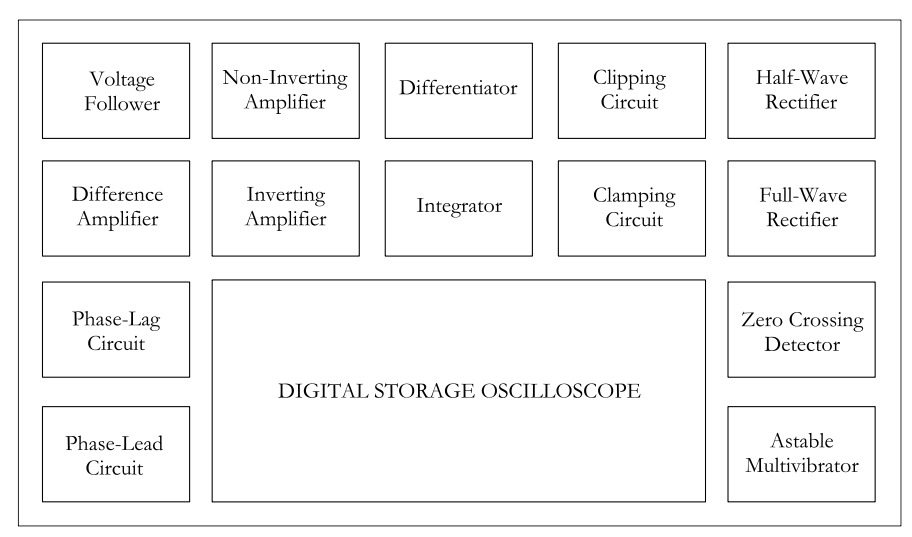 Voltage
Follower
Non-Inverting
Amplifier
Differentiator
Clipping
Circuit
Half-Wave
Rectifier
Difference
Amplifier
Inverting
Amplifier
Integrator
Clamping
Circuit
Full-Wave
Rectifier
Phase-Lag
Circuit
DIGITAL STORAGE OSCILLOSCOPE
Zero Crossing
Detector
Phase-Lead
Circuit
Astable
Multivibrator